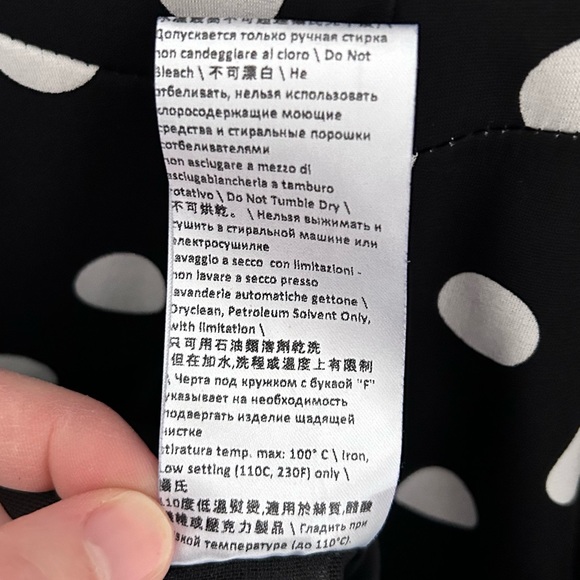 Допускается только ручная стирка
non candeggiare al cloro \ Do Not
Bleach \ 不可漂白 \ Не
отбеливать, нельзя использовать
хлоросодержащие моющие
средства и стиральные порошки
сотбеливателями
non asciugare a mezzo di
asciugabiancheria a tamburo
rotativo \ Do Not Tumble Dry \
不可烘乾。 \ Нельзя выжимать и
сушить в стиральной машине или
электросушилке
lavaggio a secco con limitazioni -
non lavare a secco presso
lavanderie automatiche gettone \
Dryclean, Petroleum Solvent Only,
with limitation \
只可用石油類溶劑乾洗
但在加水,洗程或溫度上有限制
\ Черта под кружком с буквой "F"
указывает на необходимость
подвергать изделие щадящей
чистке
stiratura temp. max: 100° C \ Iron,
Low setting (110C, 230F) only \
攝氏
110度低溫熨燙,適用於絲質,醋酸
纖維或壓克力製品 \ Гладить при
низкой температуре (до 110°C).